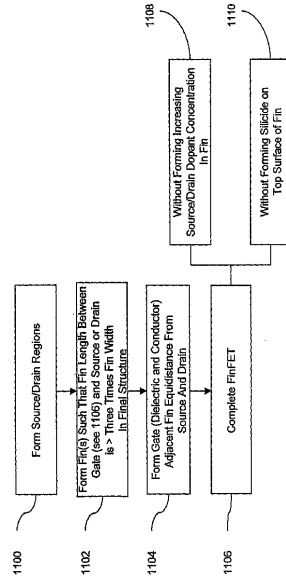 1100
Form Source/Drain Regions
1102
Form Fin(s) Such That Fin Length Between
Gate (see 1106) and Source or Drain
is > Three Times Fin Width
In Final Structure
1104
Form Gate (Dielectric and Conductor)
Adjacent Fin Equidistance From
Source And Drain
1106
Complete FinFET
1108
Without Forming Increasing
Source/Drain Dopant Concentration
In Fin
1110
Without Forming Silicide on
Top Surface of Fin